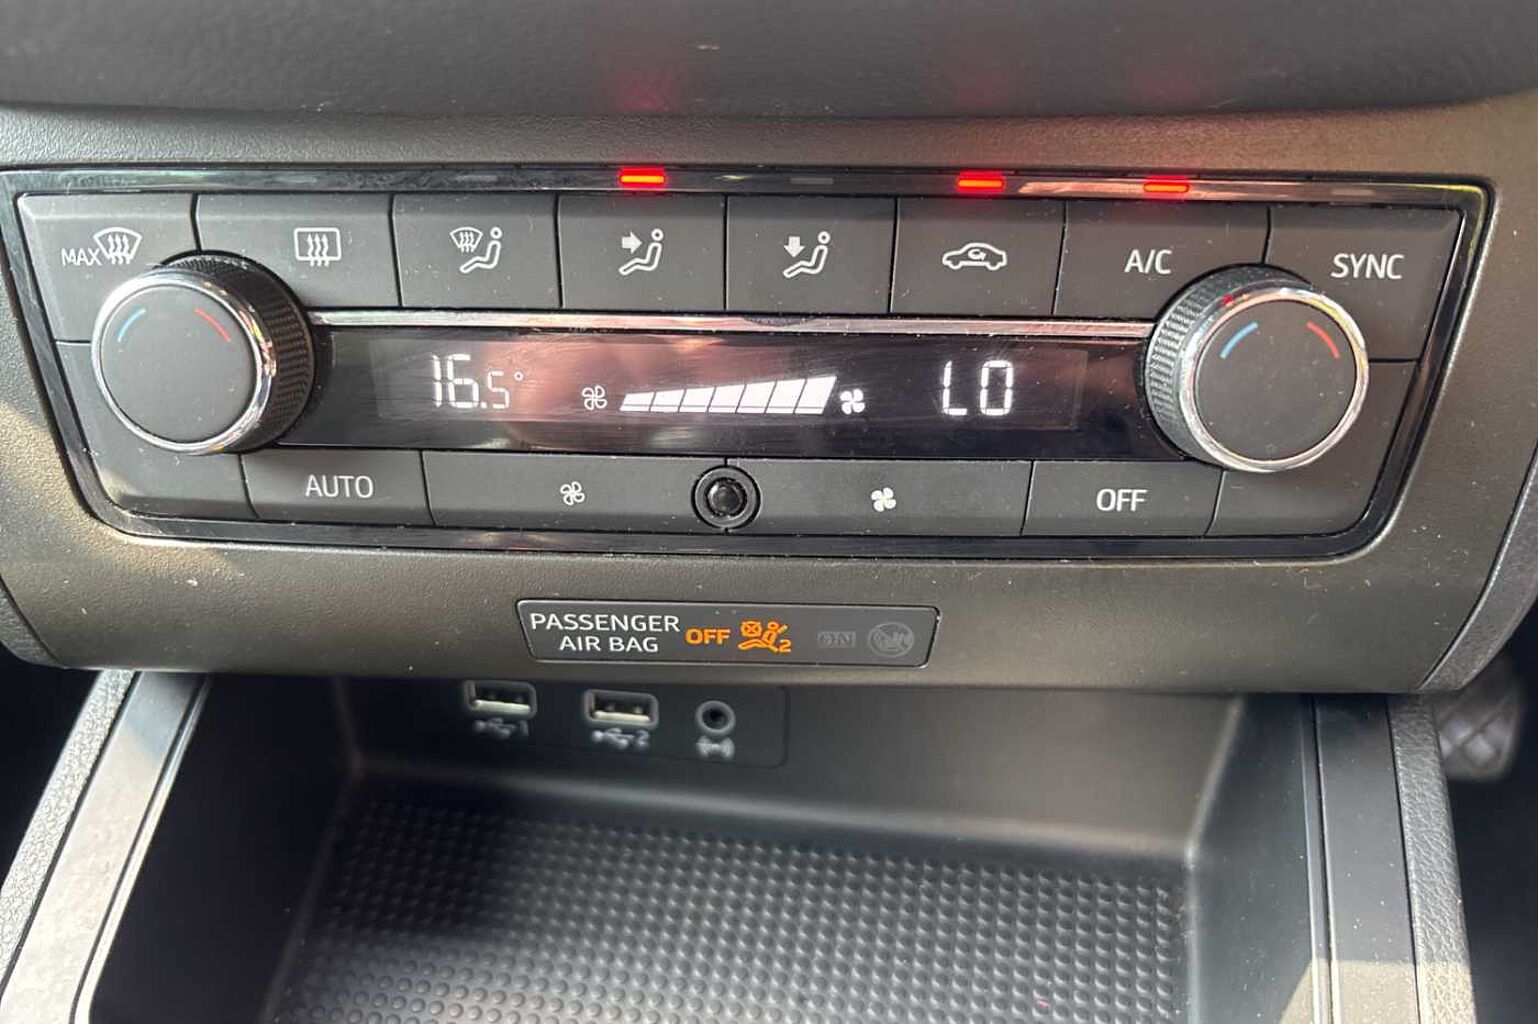 MAX
A/C
SYNC
16.5°
LO
AUTO
OFF
PASSENGER
AIR BAG
OFF
2
ON
1
2